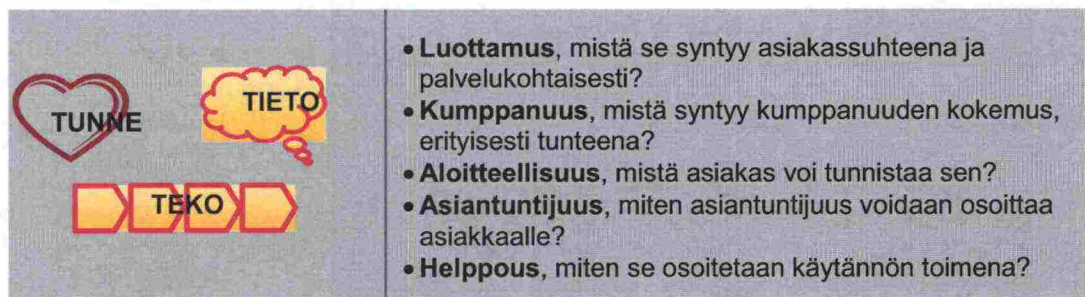 TUNNE
TIETO
TEKO
• Luottamus, mistä se syntyy asiakassuhteena ja
palvelukohtaisesti?
• Kumppanuus, mistä syntyy kumppanuuden kokemus,
erityisesti tunteena?
• Aloitteellisuus, mistä asiakas voi tunnistaa sen?
• Asiantuntijuus, miten asiantuntijuus voidaan osoittaa
asiakkaalle?
• Helppous, miten se osoitetaan käytännön toimena?